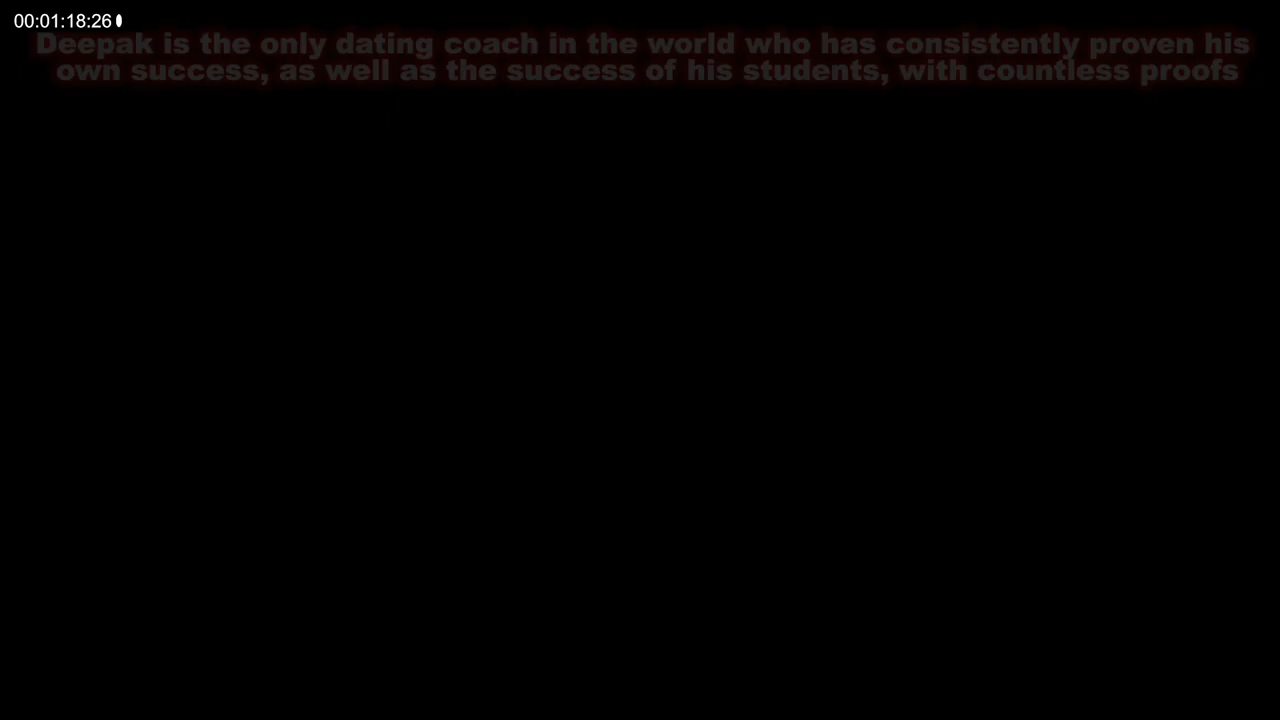 00:01:18:26
Deepak is the only dating coach in the world who has consistently proven his
own success, as well as the success of his students, with countless proofs